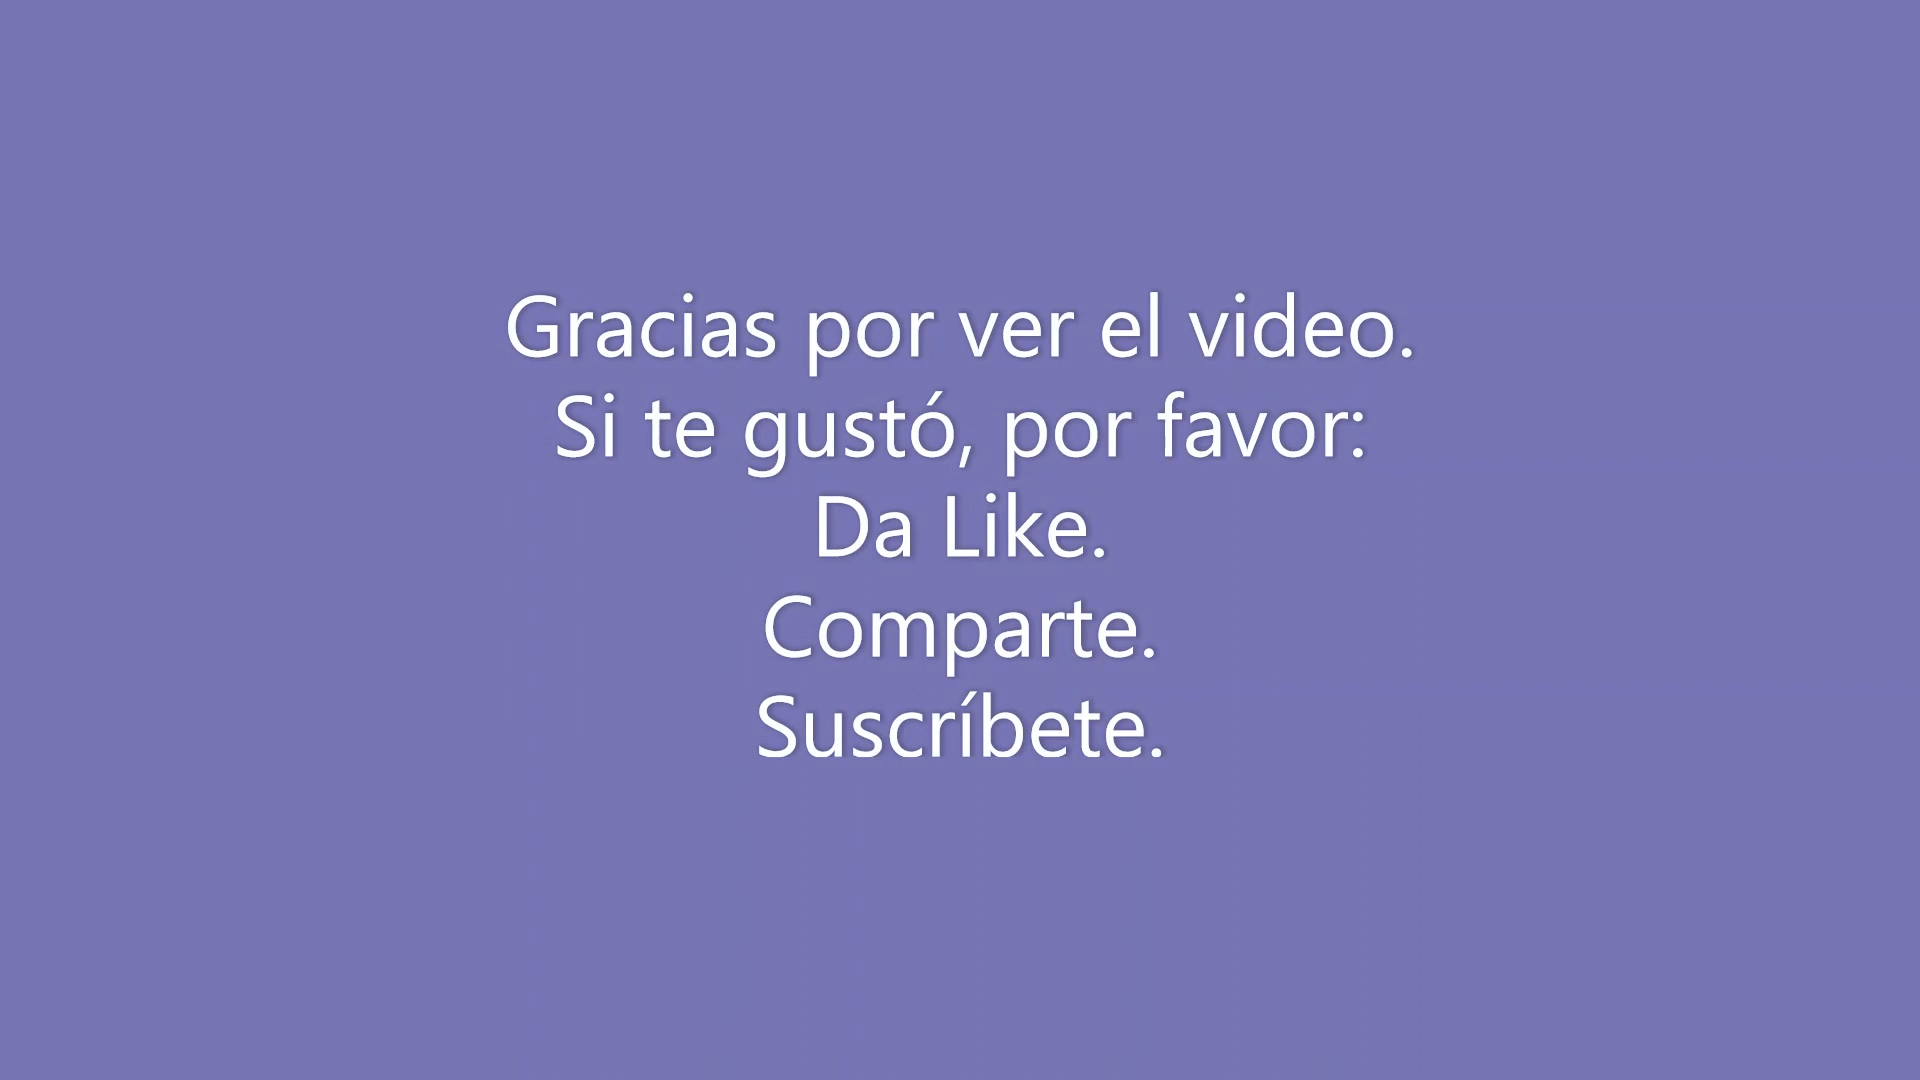 Gracias por ver el video.
Si te gustó, por favor:
Da Like.
Comparte.
Suscríbete.